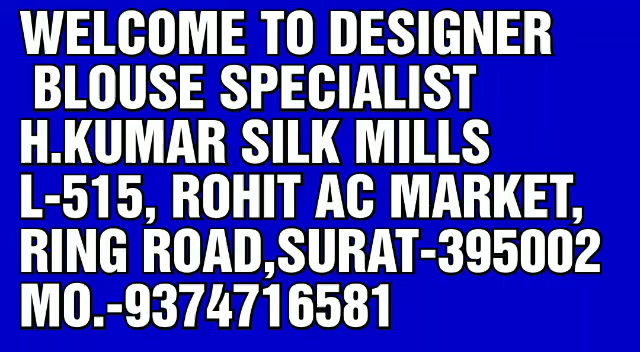 WELCOME TO DESIGNER
BLOUSE SPECIALIST
H.KUMAR SILK MILLS
L-515, ROHIT AC MARKET,
RING ROAD,SURAT-395002
MO.-9374716581